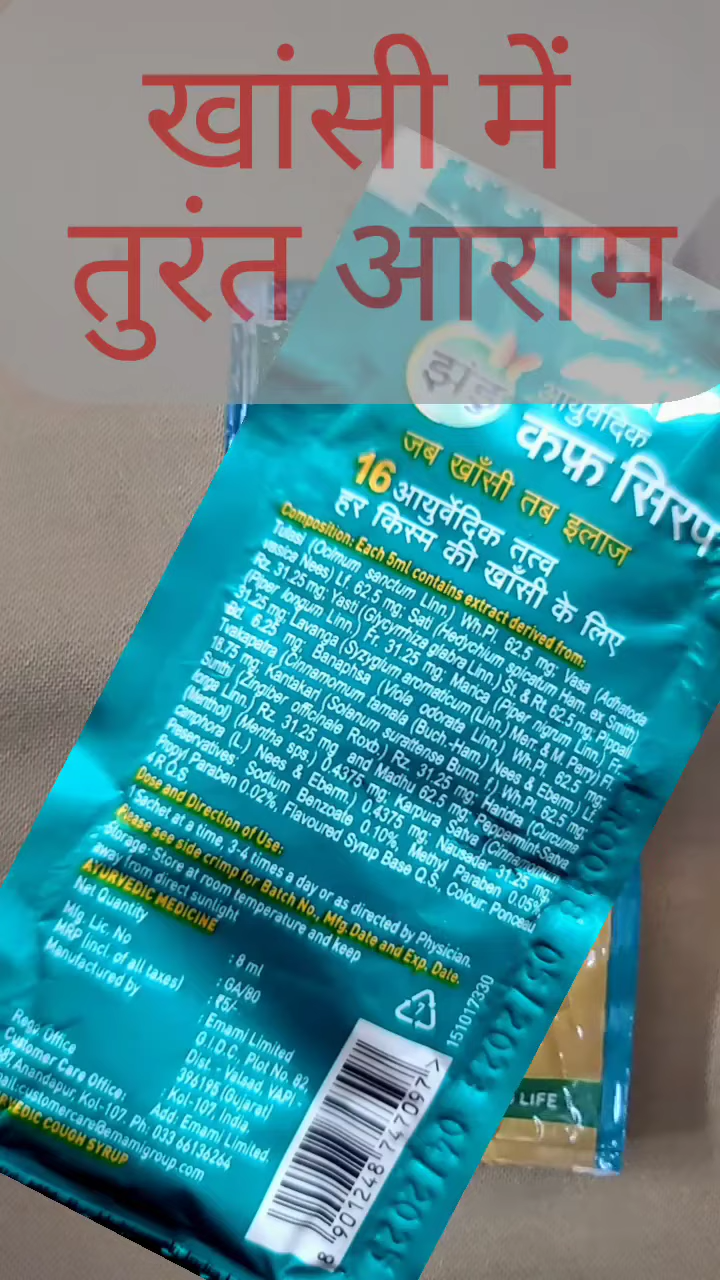 खांसी में
तुरंत आराम
झंडु
आयुर्वेदिक
कफ़ सिरप
जब खाँसी तब इलाज
16 आयुर्वेदिक तत्व
हर किस्म की खाँसी के लिए
Composition: Each 5ml contains extract derived from:
Tulasi (Ocimum sanctum Linn.) Wh.Pl. 62.5 mg; Sati (Hedychium spicatum Ham. ex Smith)
Rz. 31.25 mg; Yasti (Glycyrrhiza glabra Linn.) St. & Rt. 62.5 mg; Vasa (Adhatoda
vasica Nees) Lf. 62.5 mg; Marica (Piper nigrum Linn.) Fr. 31.25 mg; Pippali
(Piper longum Linn.) Fr. 31.25 mg; Lavanga (Syzygium aromaticum (Linn.) Merr. & M. Perry) Fl.
Bd. 6.25 mg; Banaphsa (Viola odorata Linn.) Wh.Pl. 62.5 mg;
Tvakapatra (Cinnamomum tamala (Buch-Ham.) Nees & Eberm.) Lf.
18.75 mg; Kantakari (Solanum surattense Burm. f.) Wh.Pl. 62.5 mg;
Sunthi (Zingiber officinale Roxb.) Rz. 31.25 mg; Haridra (Curcuma
longa Linn.) Rz. 31.25 mg and Madhu 62.5 mg; Peppermint Satva
(Mentha sps.) 0.4375 mg; Karpura Satva (Cinnamomum
camphora (L.) Nees & Eberm.) 0.4375 mg; Nausadar 31.25 mg;
Preservatives: Sodium Benzoate 0.10%, Methyl Paraben 0.05%
Propyl Paraben 0.02%, Flavoured Syrup Base Q.S. Colour: Ponceau
4R Q.S.
Dose and Direction of Use:
1 sachet at a time, 3-4 times a day or as directed by Physician.
Please see side crimp for Batch No., Mfg. Date and Exp. Date.
Storage: Store at room temperature and keep
away from direct sunlight
AYURVEDIC MEDICINE
Net Quantity : 8 ml
Mfg. Lic. No : GA/80
MRP (incl. of all taxes) : ₹5/-
Manufactured by : Emami Limited
G.I.D.C, Plot No. 82,
Dist. - Valsad, VAPI-
396195 (Gujarat)
Regd Office : Kol-107, India.
Customer Care Office: Add: Emami Limited,
687 Anandapur, Kol-107. Ph: 033 66136264
customercare@emamigroup.com
COUGH SYRUP
7
151017330
8 901248 747097
05/2023
04/2025
LIFE